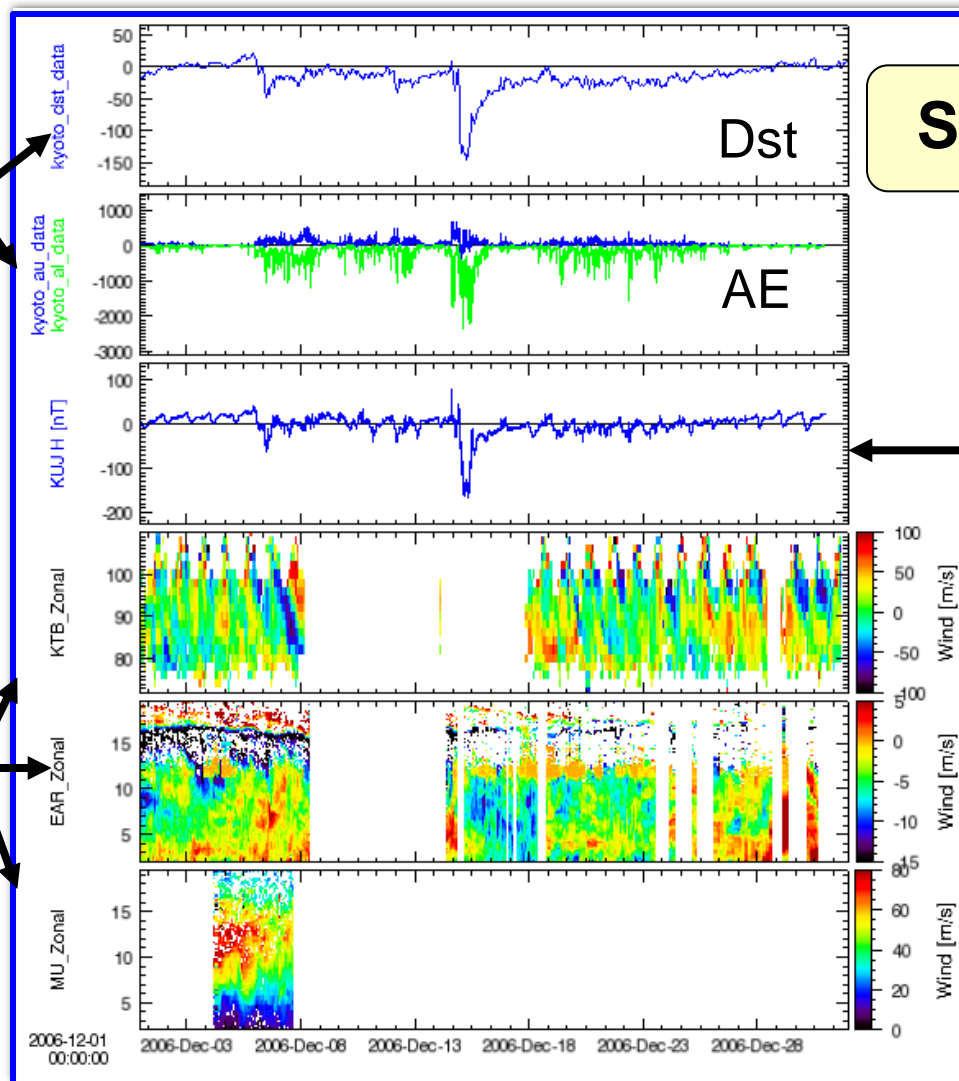 50
0
-50
-100
-150
kyoto_dst_data
Dst
S
1000
0
-1000
-2000
-3000
kyoto_au_data
kyoto_al_data
AE
100
0
-100
-200
KUJ H [nT]
100
90
80
KTB_Zonal
100
50
0
-50
-100
Wind [m/s]
15
10
5
EAR_Zonal
5
0
-5
-10
-15
Wind [m/s]
15
10
5
MU_Zonal
80
60
40
20
0
Wind [m/s]
2006-12-01
00:00:00
2006-Dec-03 2006-Dec-08 2006-Dec-13 2006-Dec-18 2006-Dec-23 2006-Dec-28